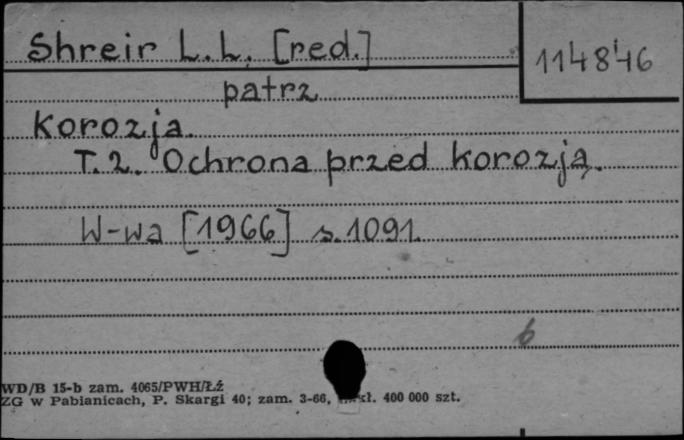 Shreir L.L. [red.]
114846
patrz
Korozja.
T. 2. Ochrona przed korozją.
W-wa [1966] s. 1091.
6
WD/B 15-b zam. 4065/PWH/Łź
ZG w Pabianicach, P. Skargi 40; zam. 3-66, 400 000 szt.